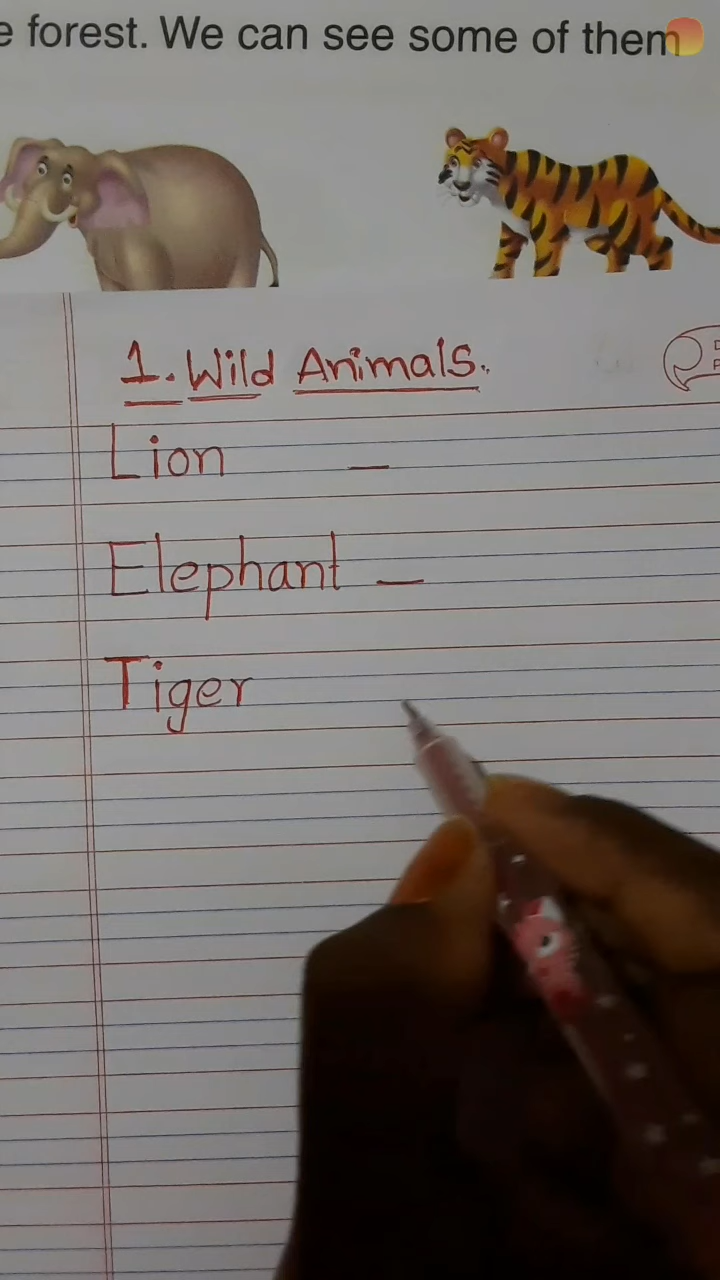 e forest. We can see some of them
1. Wild Animals.
Lion —
Elephant —
Tiger